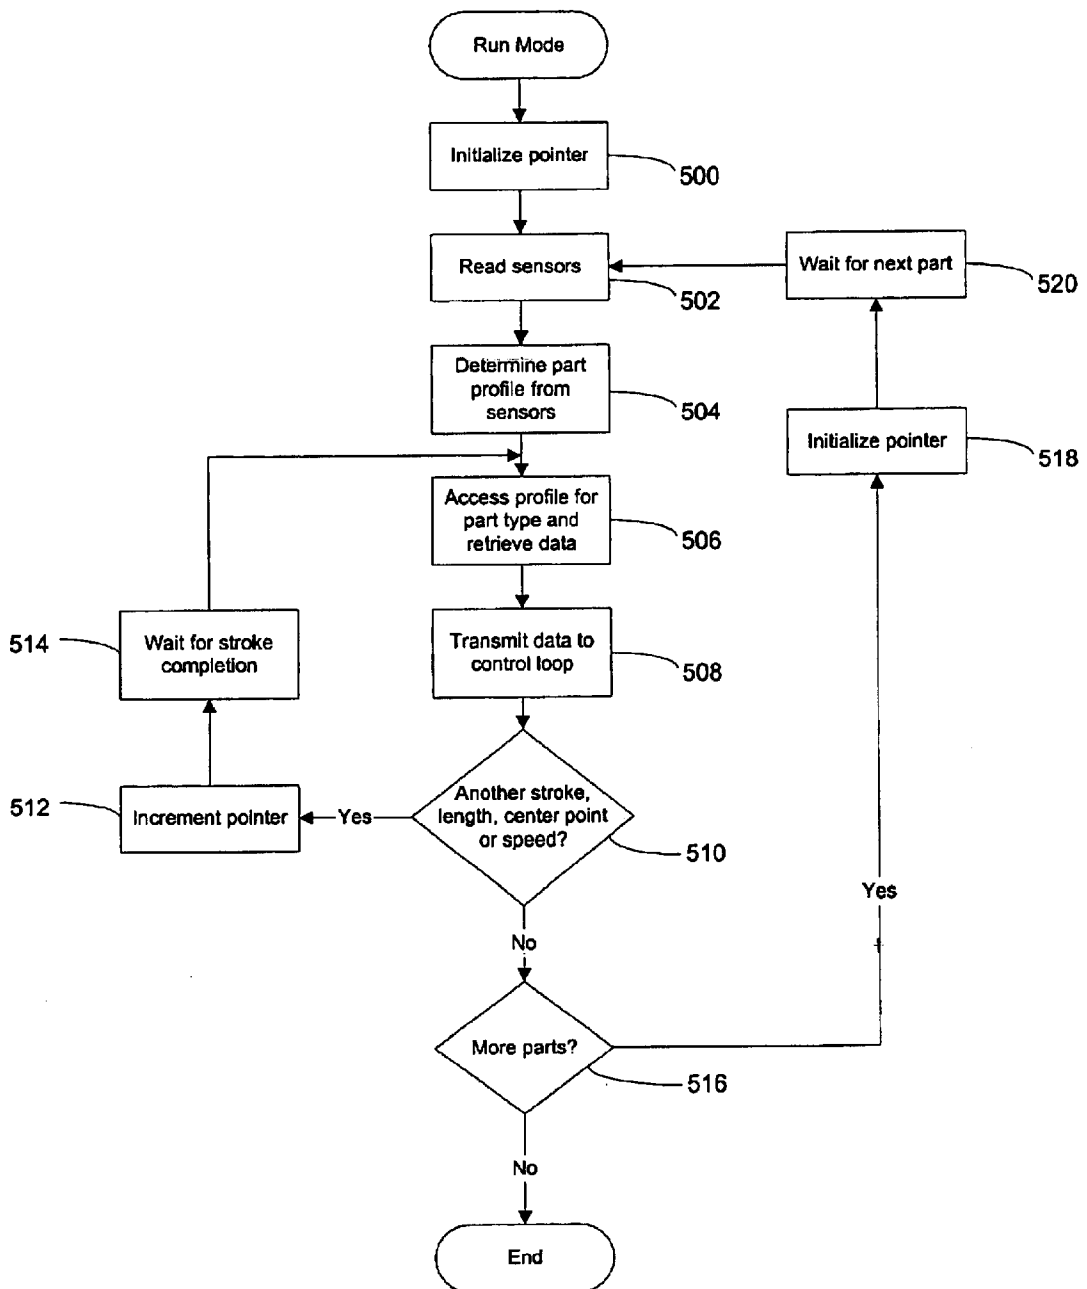 Run Mode
Initialize pointer
500
Read sensors
502
Wait for next part
520
Determine part
profile from
sensors
504
Initialize pointer
518
Access profile for
part type and
retrieve data
506
514
Wait for stroke
completion
Transmit data to
control loop
508
512
Increment pointer
Yes
Another stroke,
length, center point
or speed?
510
Yes
No
More parts?
516
No
End